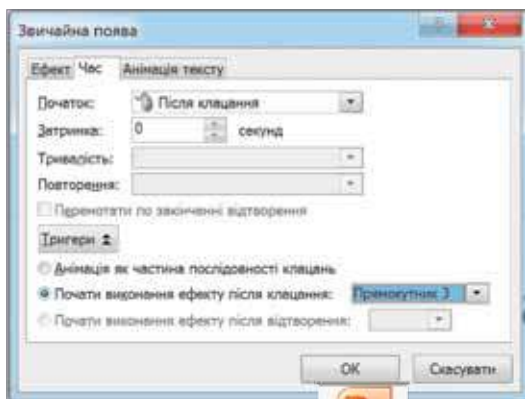 Звичайна поява
Ефект Час Анімація тексту
Початок: Після клацання
Затримка: 0 секунд
Тривалість:
Повторення:
Перемотати по закінченні відтворення
Тригери
Анімація як частина послідовності клацань
Почати виконання ефекту після клацання: Прямокутник 3
Почати виконання ефекту після відтворення:
OK Скасувати